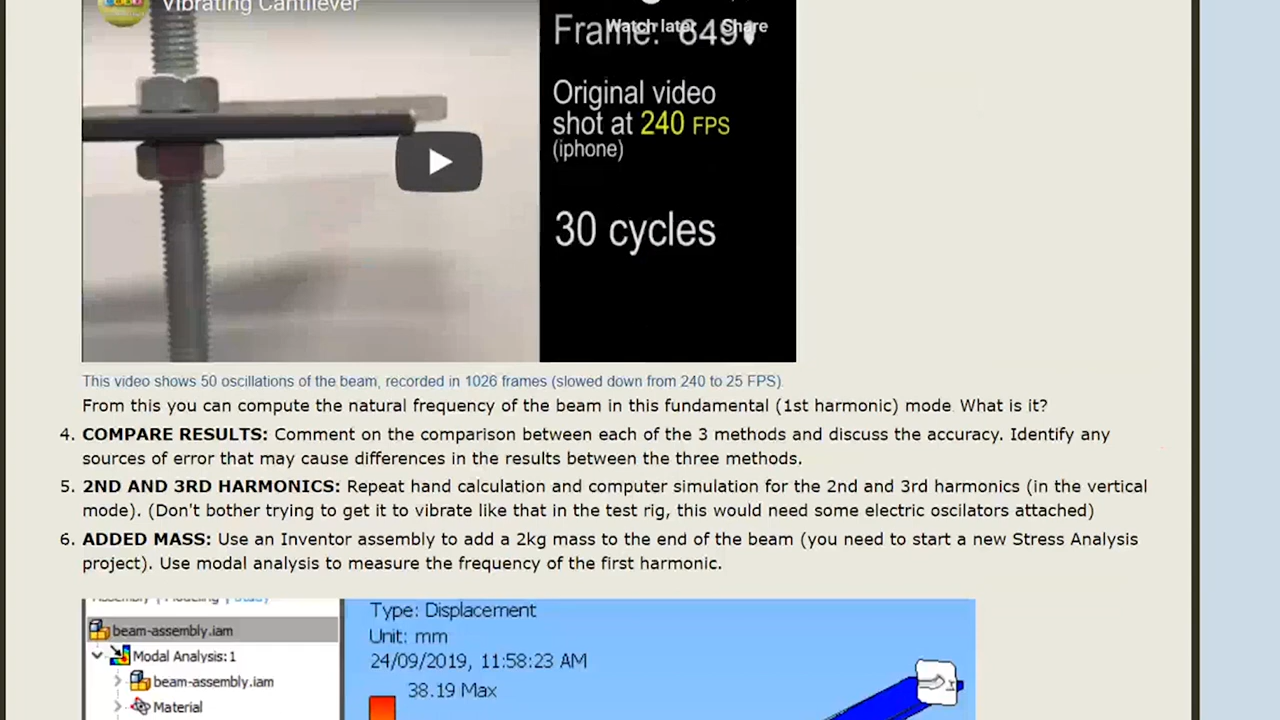 Vibrating Cantilever
Watch later Share
Frame: 649
Original video
shot at 240 FPS
(iphone)
30 cycles
This video shows 50 oscillations of the beam, recorded in 1026 frames (slowed down from 240 to 25 FPS).
From this you can compute the natural frequency of the beam in this fundamental (1st harmonic) mode. What is it?
4. COMPARE RESULTS: Comment on the comparison between each of the 3 methods and discuss the accuracy. Identify any
sources of error that may cause differences in the results between the three methods.
5. 2ND AND 3RD HARMONICS: Repeat hand calculation and computer simulation for the 2nd and 3rd harmonics (in the vertical
mode). (Don't bother trying to get it to vibrate like that in the test rig, this would need some electric oscilators attached)
6. ADDED MASS: Use an Inventor assembly to add a 2kg mass to the end of the beam (you need to start a new Stress Analysis
project). Use modal analysis to measure the frequency of the first harmonic.
Assembly | Modeling | Study
beam-assembly.iam
Modal Analysis:1
beam-assembly.iam
Material
Type: Displacement
Unit: mm
24/09/2019, 11:58:23 AM
38.19 Max